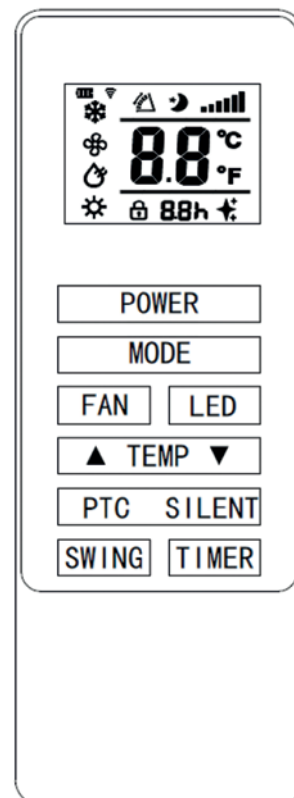 88 °C
°F
88h
POWER
MODE
FAN LED
▲ TEMP ▼
PTC SILENT
SWING TIMER